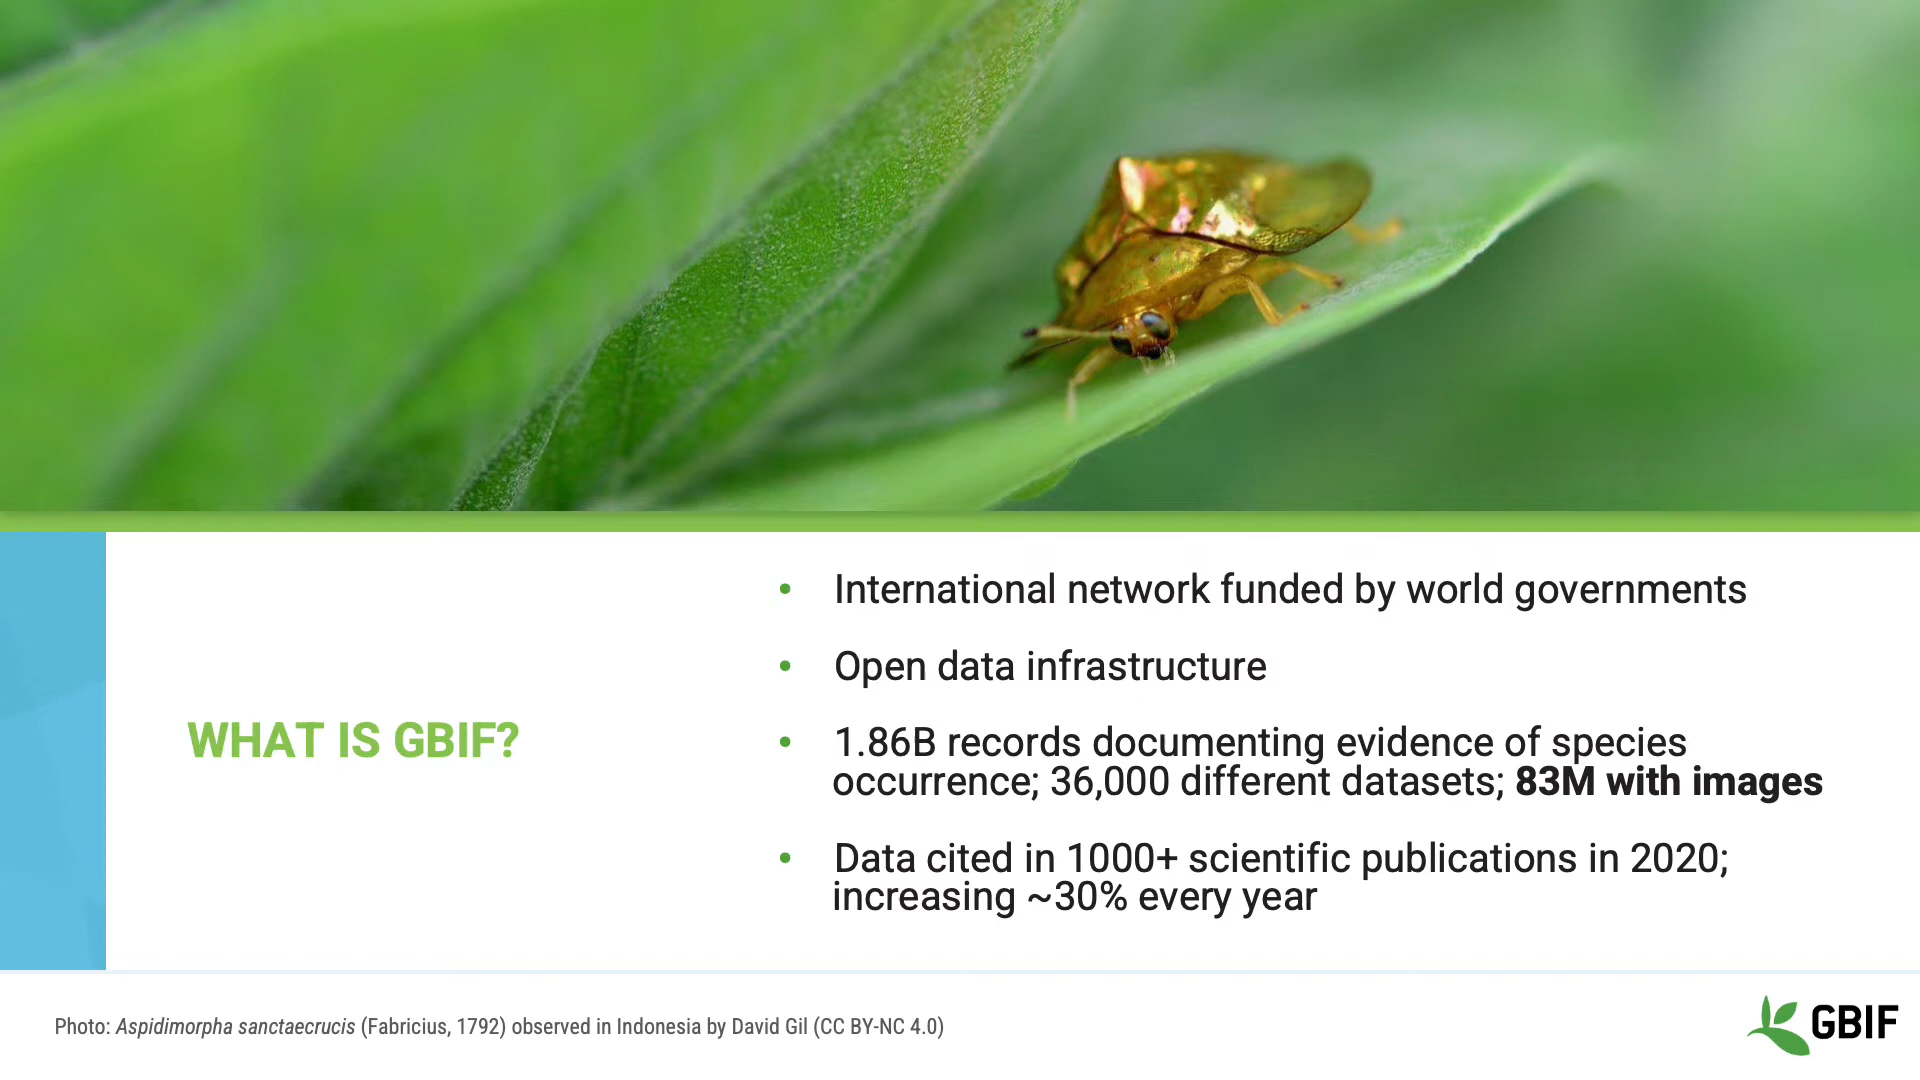 WHAT IS GBIF?
• International network funded by world governments
• Open data infrastructure
• 1.86B records documenting evidence of species
occurrence; 36,000 different datasets; 83M with images
• Data cited in 1000+ scientific publications in 2020;
increasing ~30% every year
Photo: Aspidimorpha sanctaecrucis (Fabricius, 1792) observed in Indonesia by David Gil (CC BY-NC 4.0)
GBIF